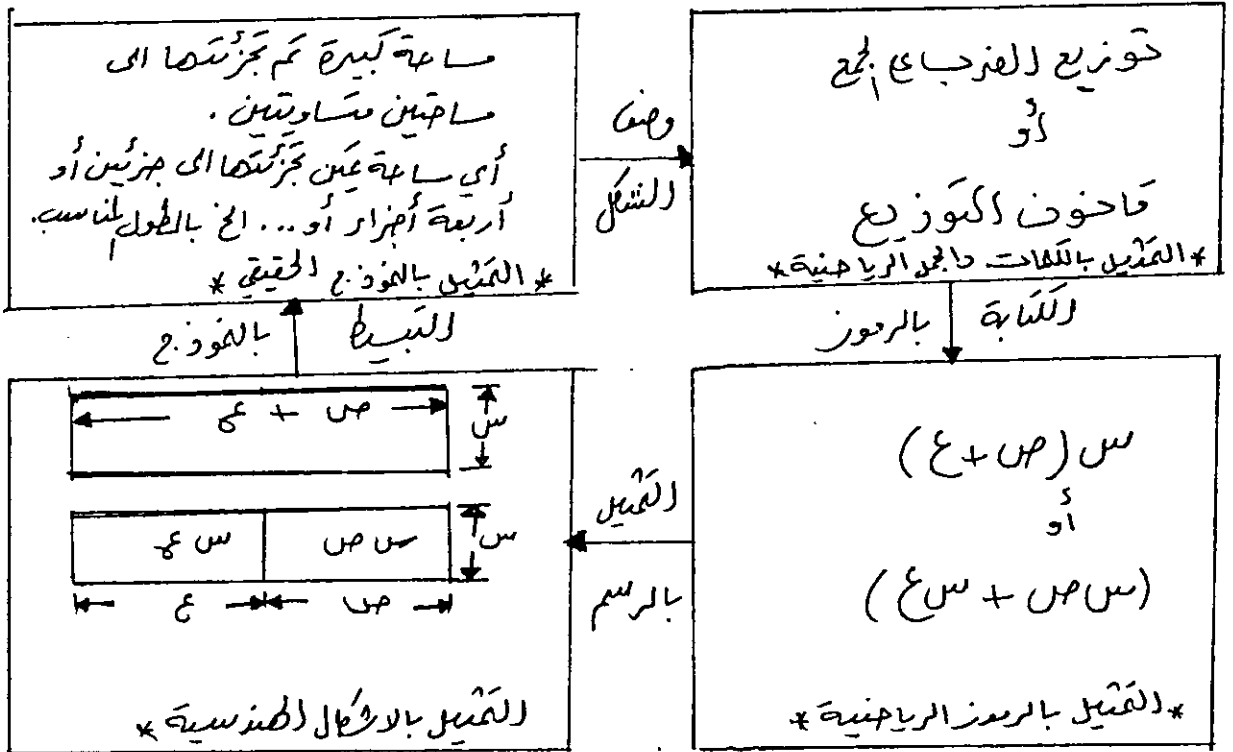 توزيع الضرب على الجمع
أو
قانون التوزيع
*التمثيل بالكلمات والجمل الرياضية*
وصف
الشكل
مساحة كبيرة تم تجزئتها الى
مساحتين متساويتين.
أي مساحة يمكن تجزئتها الى جزئين أو
أربعة أجزاء أو ... الخ بالطول المناسب.
* التمثيل بالنموذج الحقيقي *
الكتابة بالرموز
التبسيط بالنموذج
س (ص + ع)
أو
(س ص + س ع)
*التمثيل بالرموز الرياضية*
التمثيل
بالرسم
ص + ع
س
س ص س ع
س
ص ع
التمثيل بالاشكال الهندسية *